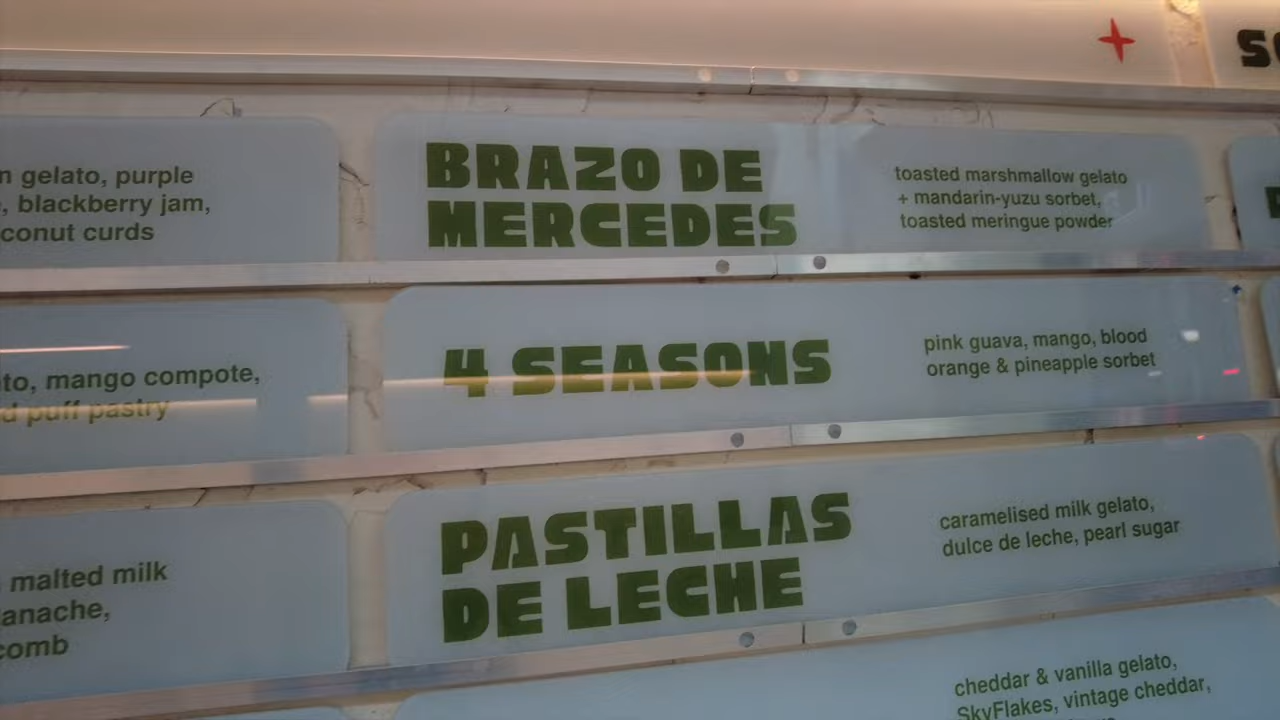 n gelato, purple
, blackberry jam,
conut curds
BRAZO DE
MERCEDES
toasted marshmallow gelato
+ mandarin-yuzu sorbet,
toasted meringue powder
to, mango compote,
d puff pastry
4 SEASONS
pink guava, mango, blood
orange & pineapple sorbet
malted milk
anache,
comb
PASTILLAS
DE LECHE
caramelised milk gelato,
dulce de leche, pearl sugar
cheddar & vanilla gelato,
SkyFlakes, vintage cheddar,